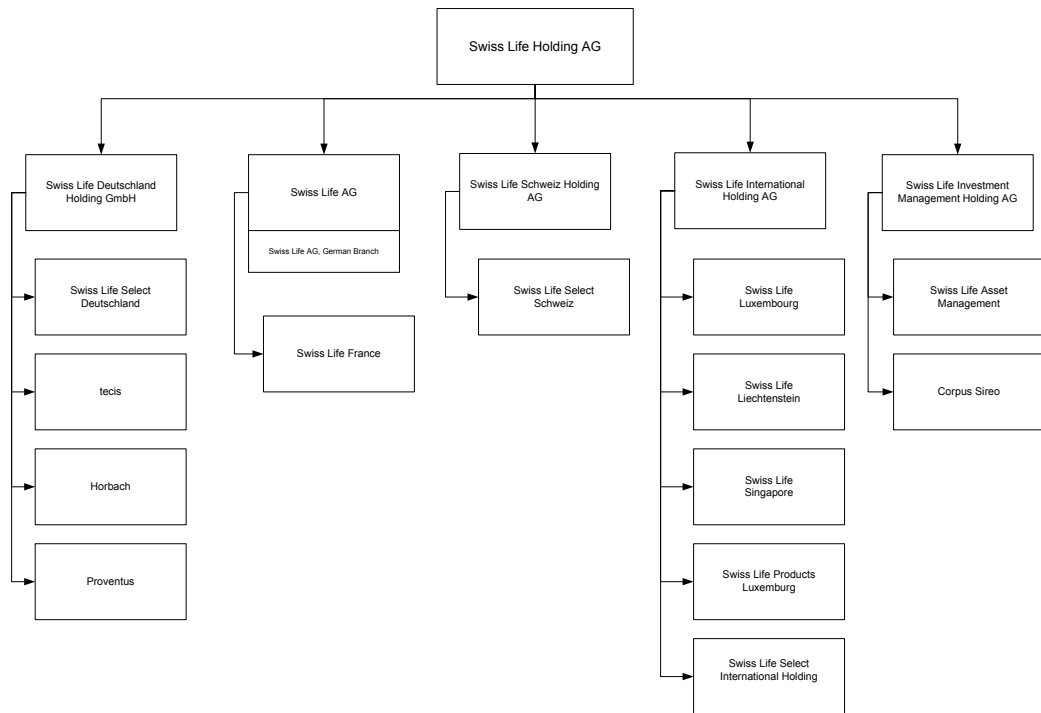 Swiss Life Holding AG
Swiss Life Deutschland
Holding GmbH
Swiss Life AG
Swiss Life AG, German Branch
Swiss Life Schweiz Holding
AG
Swiss Life International
Holding AG
Swiss Life Investment
Management Holding AG
Swiss Life Select
Deutschland
tecis
Horbach
Proventus
Swiss Life France
Swiss Life Select
Schweiz
Swiss Life
Luxembourg
Swiss Life
Liechtenstein
Swiss Life
Singapore
Swiss Life Products
Luxemburg
Swiss Life Select
International Holding
Swiss Life Asset
Management
Corpus Sireo